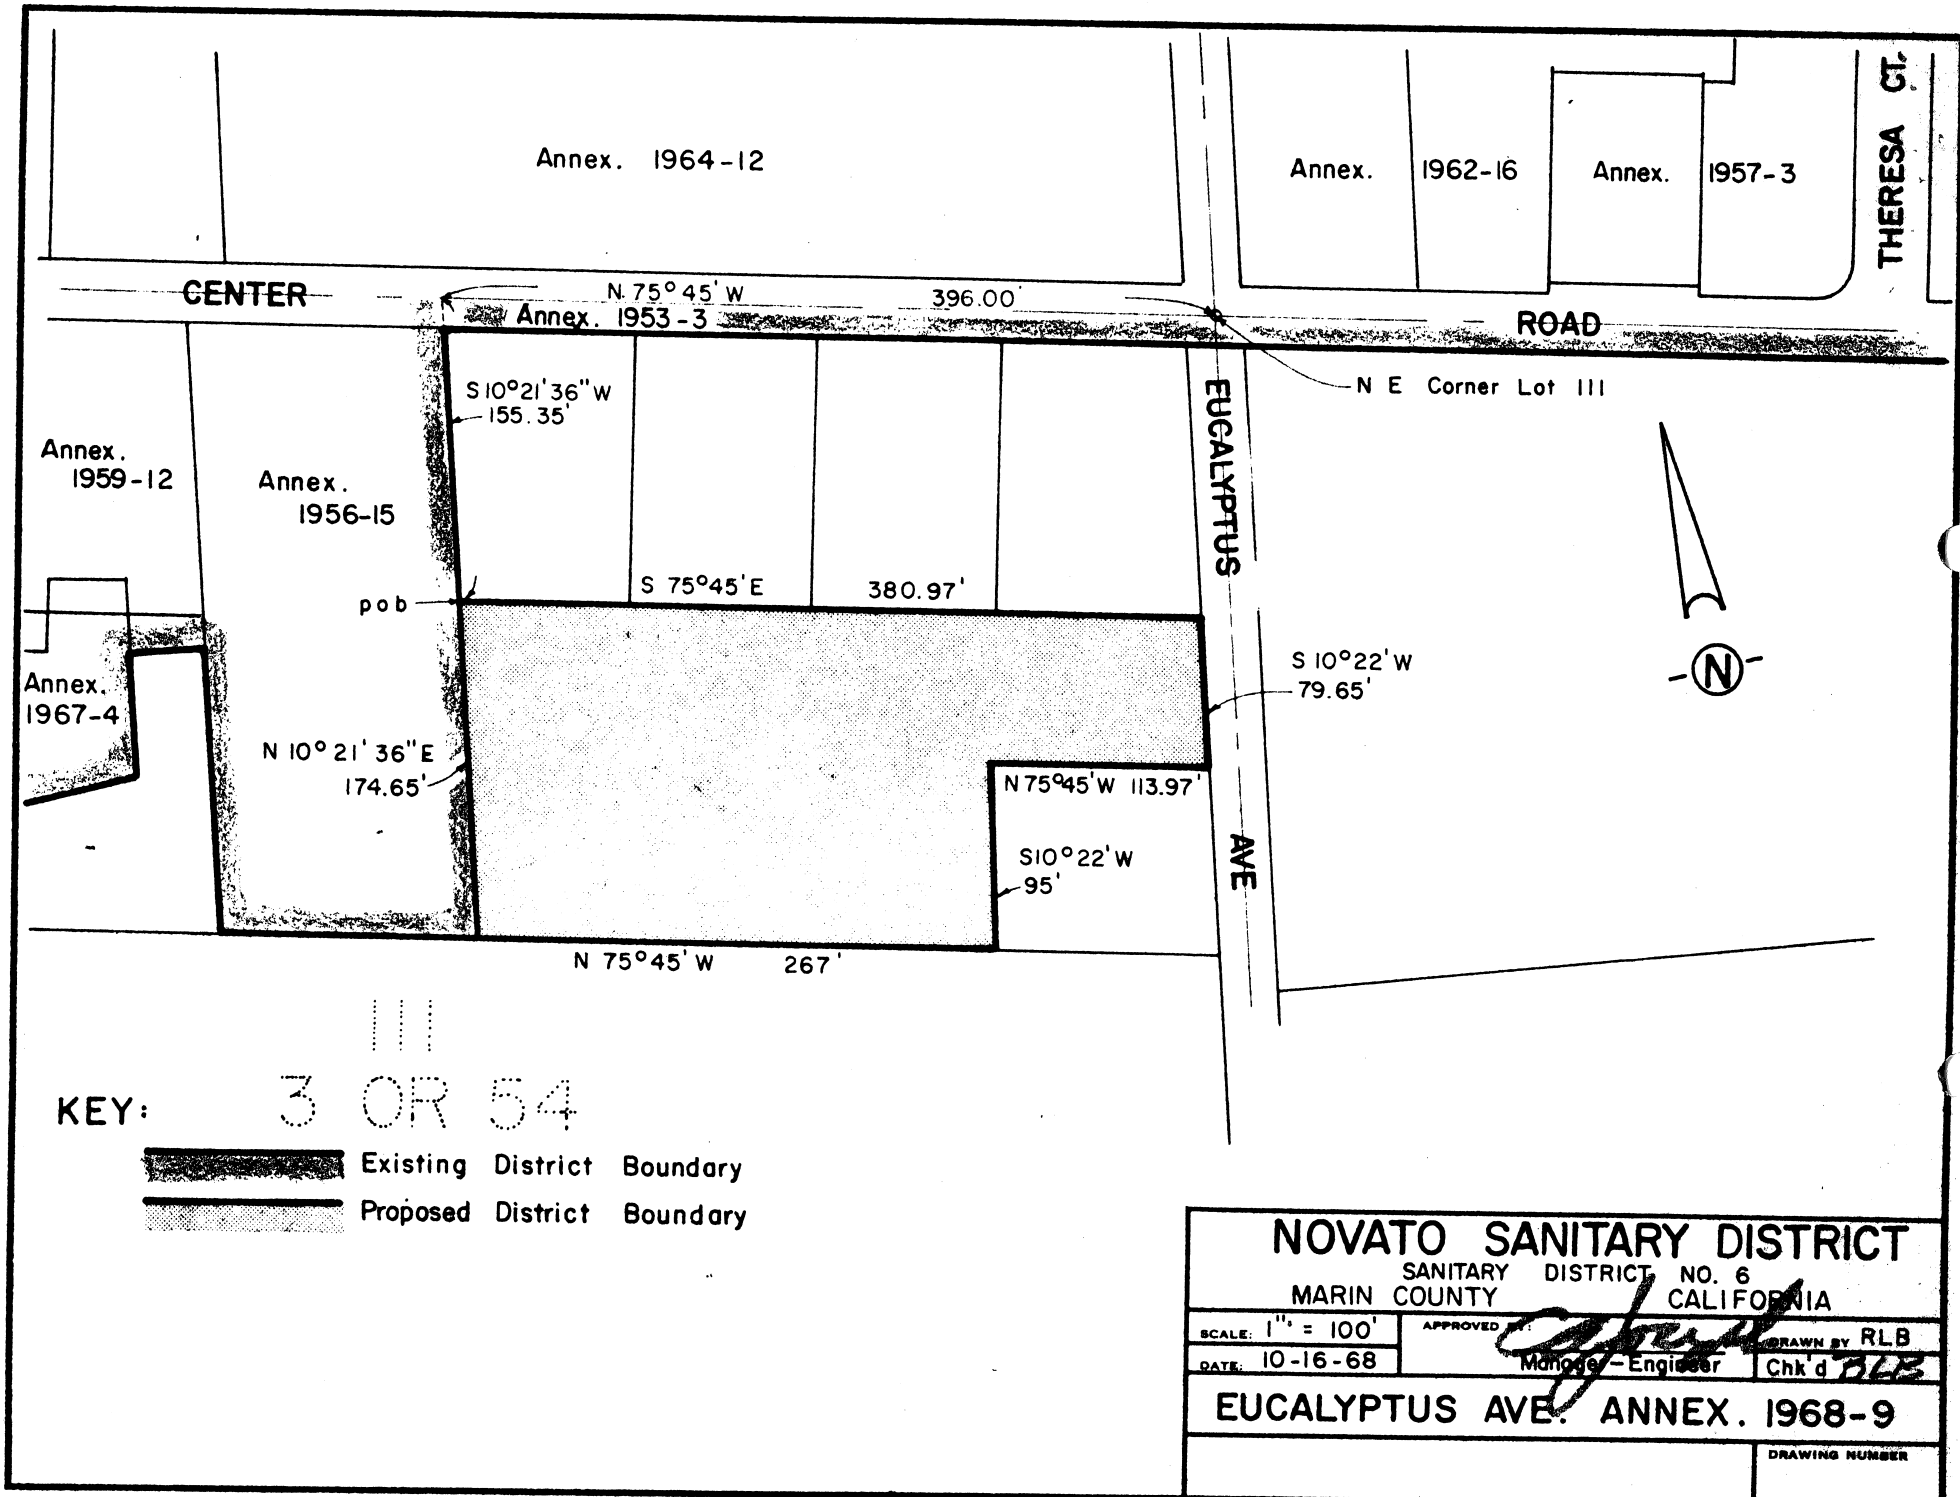 THERESA CT.
Annex. 1964-12
Annex. 1962-16
Annex. 1957-3
CENTER
N. 75° 45' W 396.00'
Annex. 1953-3
ROAD
N E Corner Lot 111
S 10° 21' 36" W
155.35'
EUCALYPTUS
Annex.
1959-12
Annex.
1956-15
pob
S 75° 45' E 380.97'
S 10° 22' W
79.65'
N
Annex.
1967-4
N 10° 21' 36" E
174.65'
N 75° 45' W 113.97'
S 10° 22' W
95'
AVE
N 75° 45' W 267'
111
3 OR 54
KEY:
Existing District Boundary
Proposed District Boundary
NOVATO SANITARY DISTRICT
SANITARY DISTRICT NO. 6
MARIN COUNTY CALIFORNIA
SCALE: 1" = 100'
APPROVED
DRAWN BY RLB
DATE: 10-16-68
Manager-Engineer
Chk'd
EUCALYPTUS AVE. ANNEX. 1968-9
DRAWING NUMBER